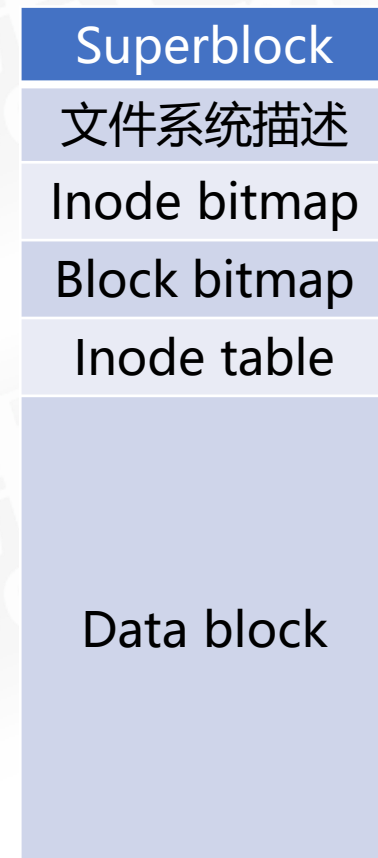 Superblock
文件系统描述
Inode bitmap
Block bitmap
Inode table
Data block